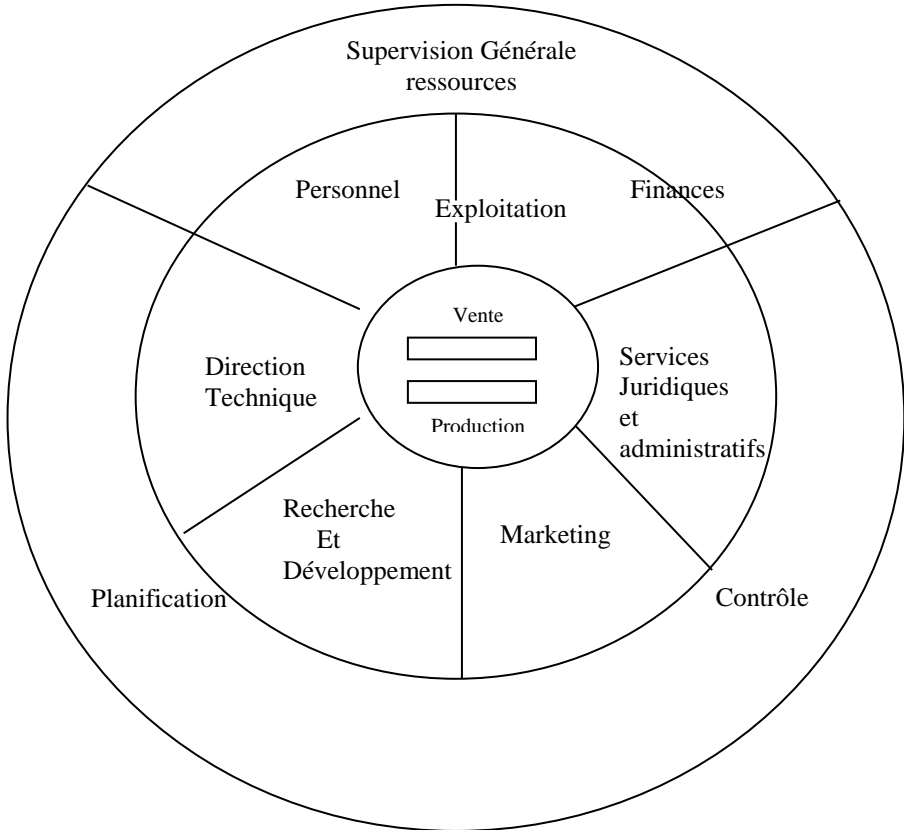 Supervision Générale
ressources
Personnel
Exploitation
Finances
Vente
Production
Direction
Technique
Services
Juridiques
et
administratifs
Recherche
Et
Développement
Marketing
Planification
Contrôle